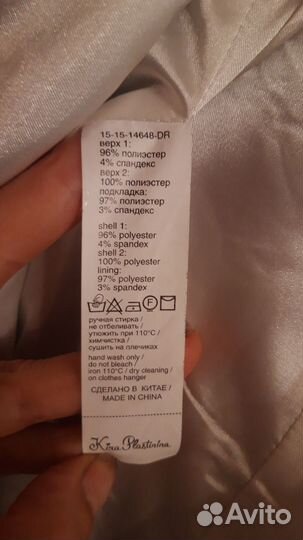 15-15-14648-DR
верх 1:
96% полиэстер
4% спандекс
верх 2:
100% полиэстер
подкладка:
97% полиэстер
3% спандекс
shell 1:
96% polyester
4% spandex
shell 2:
100% polyester
lining:
97% polyester
3% spandex
ручная стирка /
не отбеливать /
утюжить при 110°C /
химчистка /
сушить на плечиках
hand wash only /
do not bleach /
iron 110°C / dry cleaning /
on clothes hanger
СДЕЛАНО В КИТАЕ /
MADE IN CHINA
Kira Plastinina
Avito